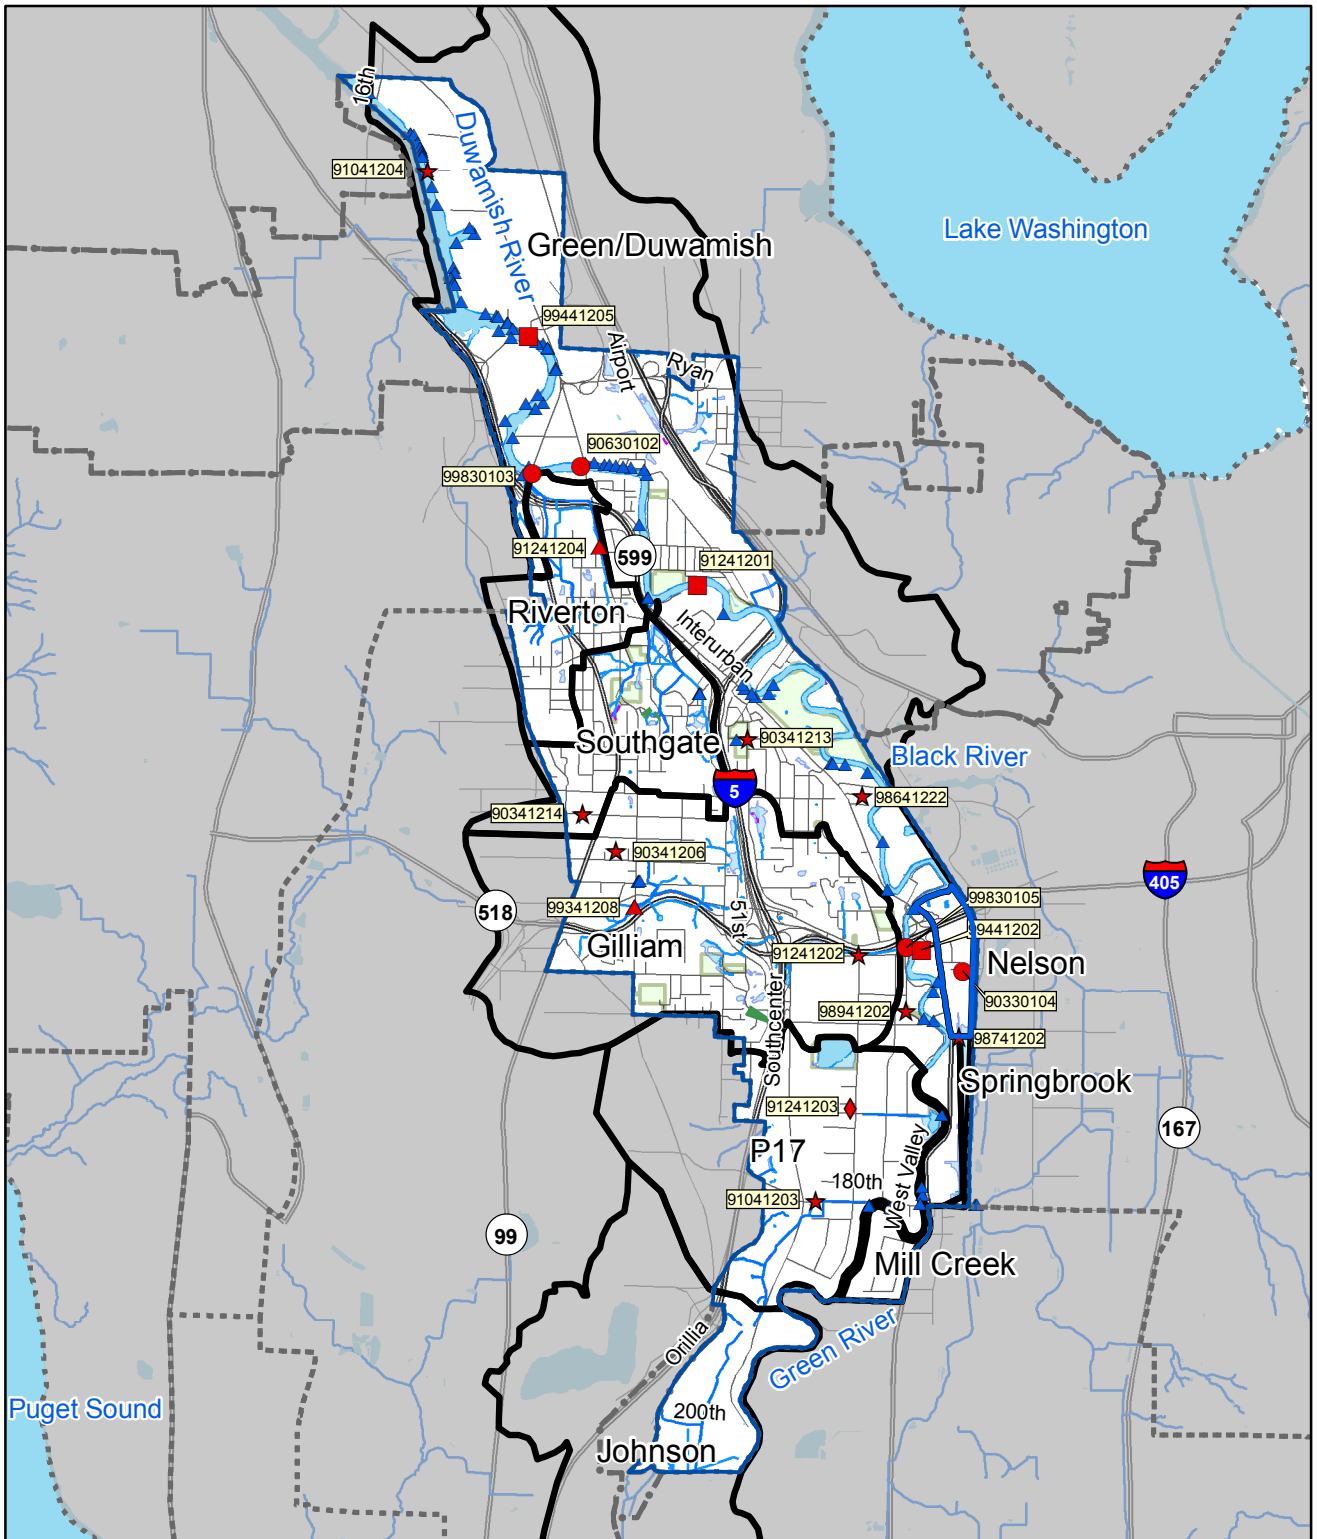 16th
Duwamish River
91041204
Lake Washington
Green/Duwamish
99441205
Airport
Ryan
90630102
99830103
91241204
599
91241201
Riverton
Interurban
Southgate
90341213
Black River
5
98641222
90341214
90341206
405
99830105
518
99341208
51st
99441202
Gilliam
91241202
Nelson
90330104
98941202
Southcenter
98741202
Springbrook
91241203
167
P17
West Valley
180th
91041203
99
Mill Creek
Green River
Orillia
Puget Sound
200th
Johnson